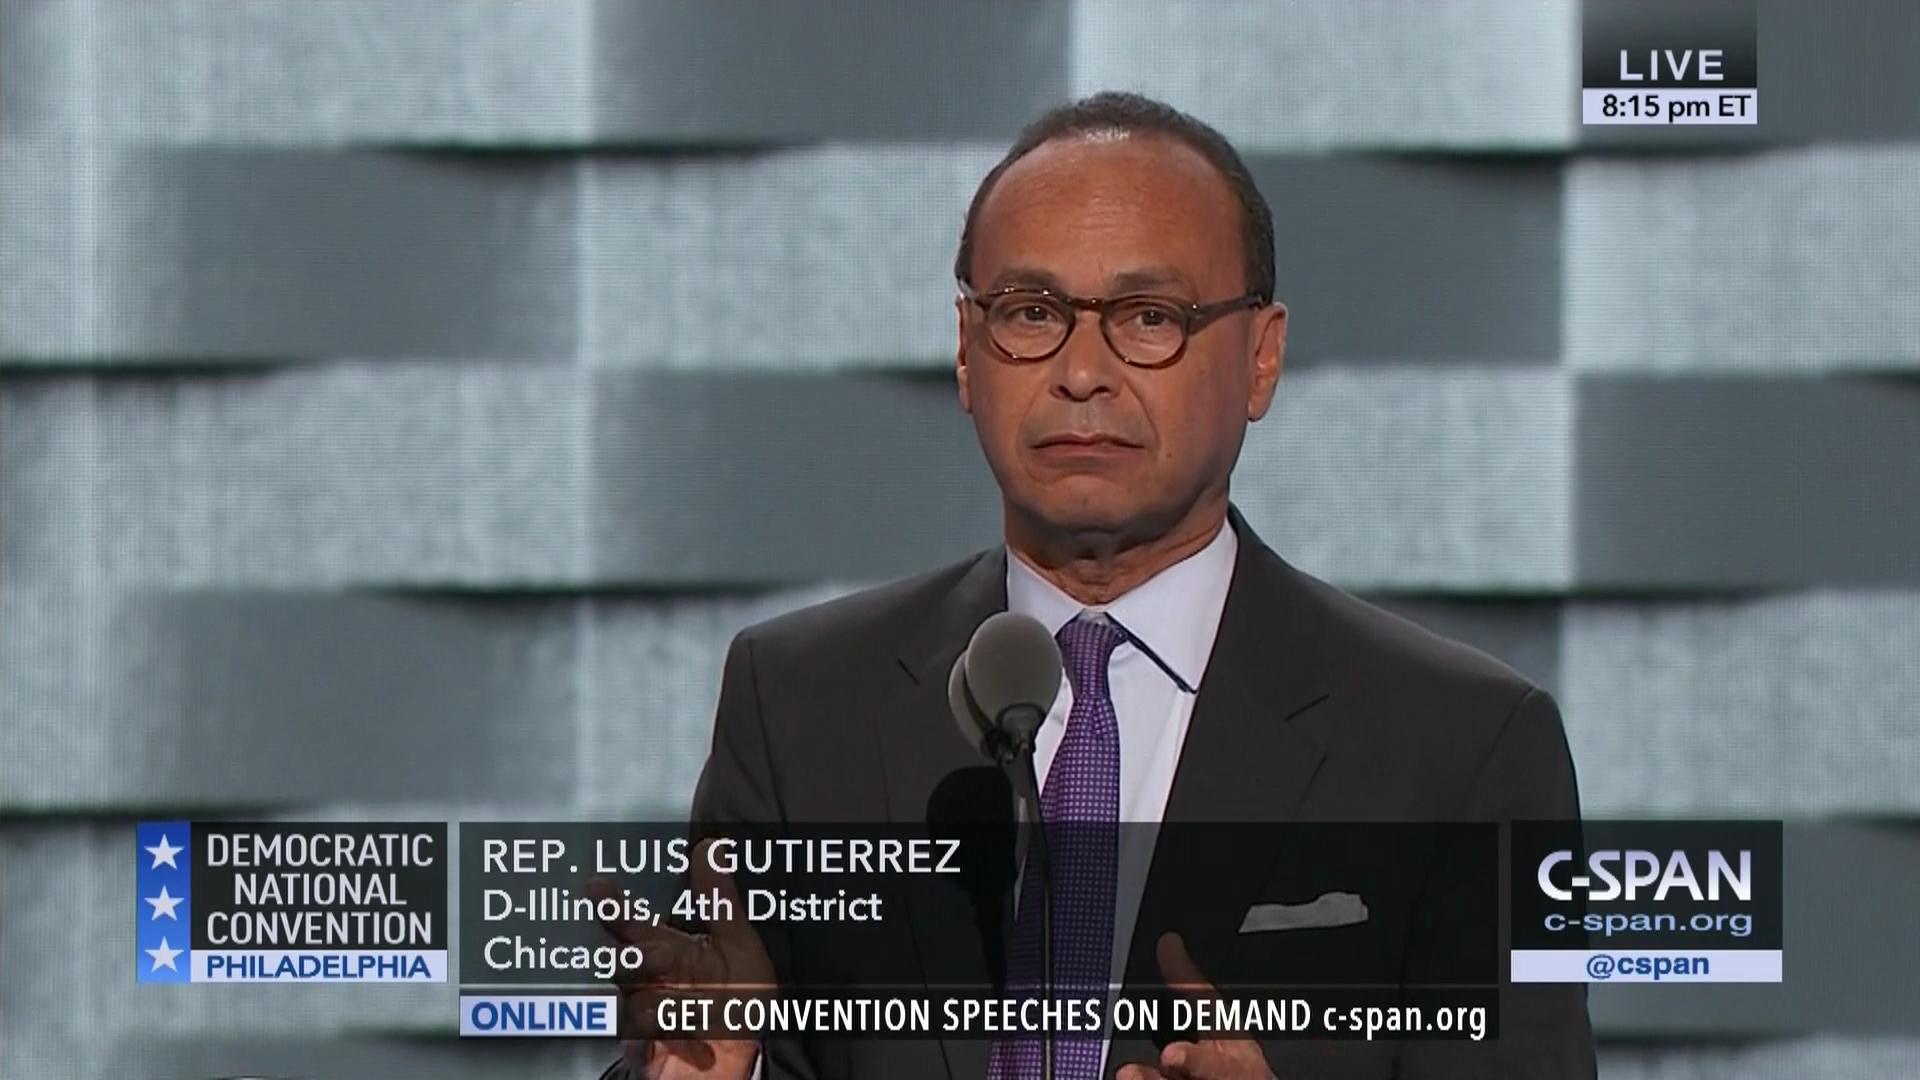 LIVE
8:15 pm ET
DEMOCRATIC
NATIONAL
CONVENTION
PHILADELPHIA
REP. LUIS GUTIERREZ
D-Illinois, 4th District
Chicago
C-SPAN
c-span.org
@cspan
ONLINE GET CONVENTION SPEECHES ON DEMAND c-span.org